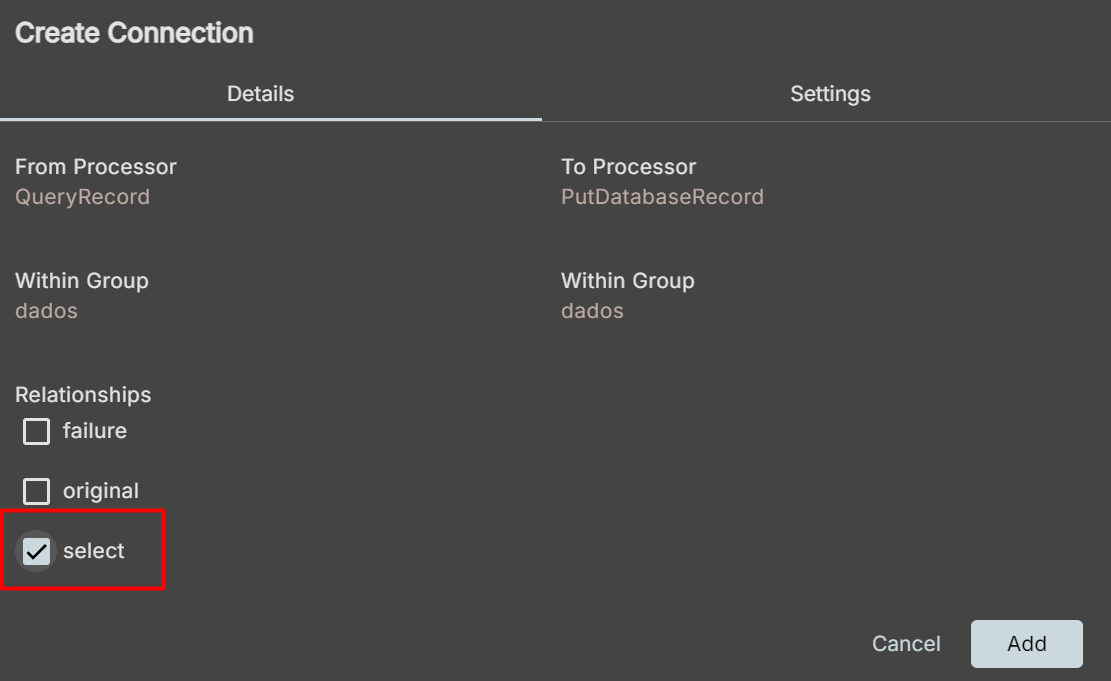 Create Connection
Details
Settings
From Processor
QueryRecord
To Processor
PutDatabaseRecord
Within Group
dados
Within Group
dados
Relationships
failure
original
select
Cancel
Add